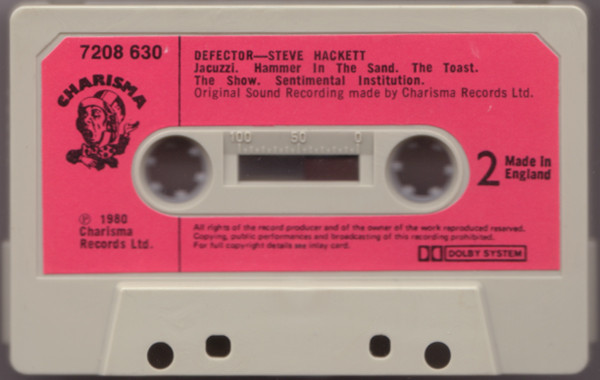 7208 630
DEFECTOR—STEVE HACKETT
Jacuzzi. Hammer In The Sand. The Toast.
The Show. Sentimental Institution.
Original Sound Recording made by Charisma Records Ltd.
CHARISMA
100 50 0
2
Made in
England
℗ 1980
Charisma
Records Ltd.
All rights of the record producer and of the owner of the work reproduced reserved.
Copying, public performances and broadcasting of this recording prohibited.
For full copyright details see inlay card.
DOLBY SYSTEM